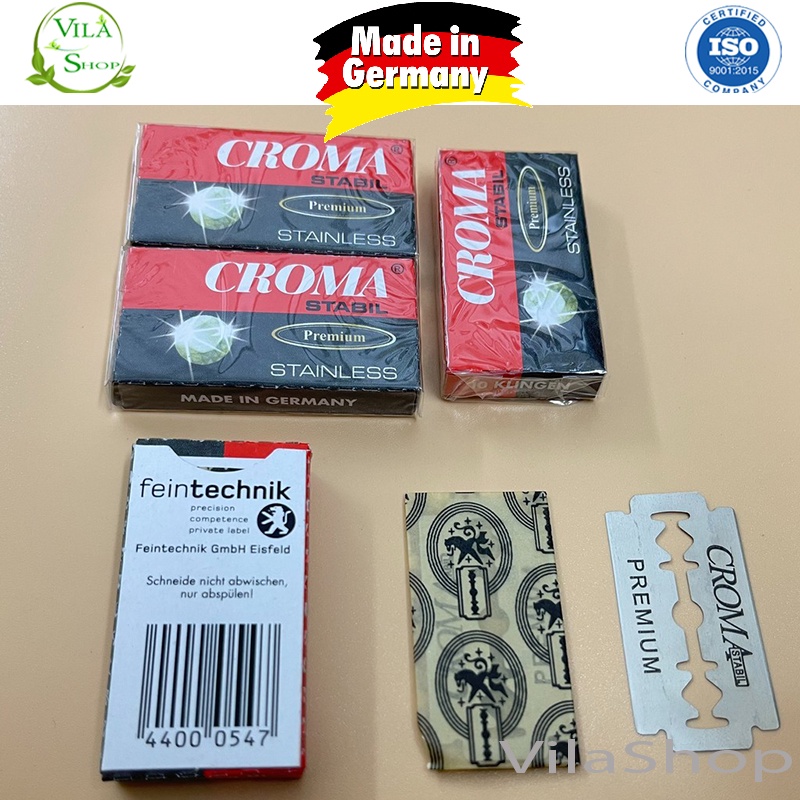 VILÀ
SHOP
Made in
Germany
CERTIFIED
ISO
9001:2015
COMPANY
CROMA®
STABIL
Premium
STAINLESS
CROMA®
STABIL
Premium
STAINLESS
MADE IN GERMANY
CROMA®
STABIL
Premium
STAINLESS
10 KLINGEN
feintechnik
precision
competence
private label
Feintechnik GmbH Eisfeld
Schneide nicht abwischen,
nur abspülen!
4400 0547
CROMA
STABIL
PREMIUM
VilaShop